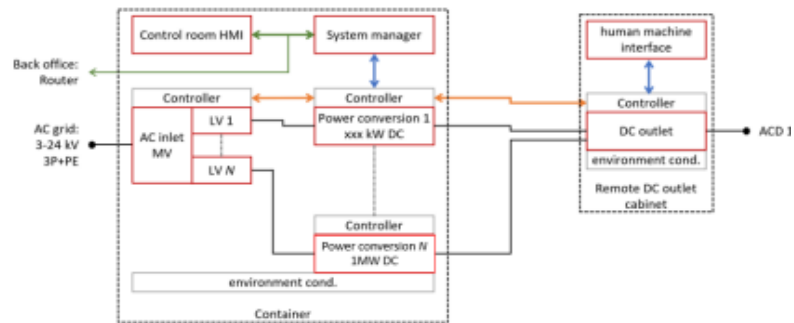 Control room HMI
System manager
human machine
interface
Back office:
Router
Controller
Controller
Controller
AC grid:
3-24 kV
3P+PE
AC inlet
MV
LV 1
LV N
Power conversion 1
xxx kW DC
DC outlet
ACD 1
environment cond.
Remote DC outlet
cabinet
Controller
Power conversion N
1MW DC
environment cond.
Container